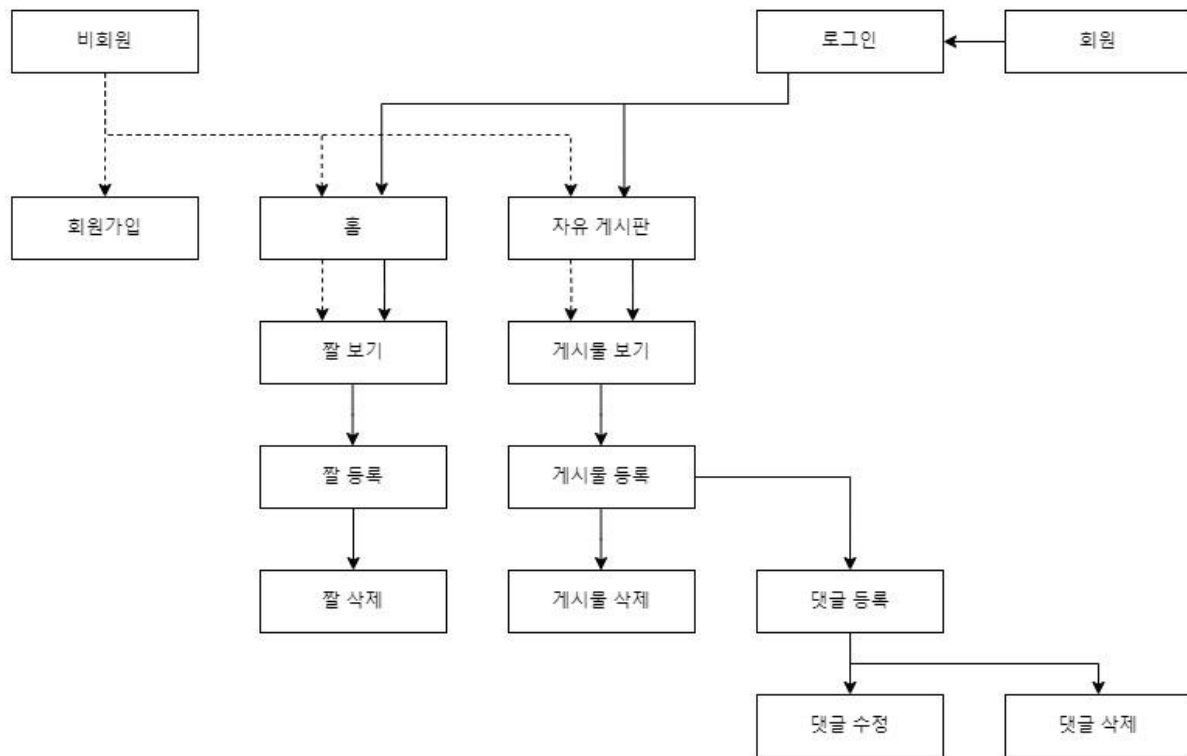 비회원
로그인
회원
회원가입
홈
자유 게시판
짤 보기
게시물 보기
짤 등록
게시물 등록
짤 삭제
게시물 삭제
댓글 등록
댓글 수정
댓글 삭제